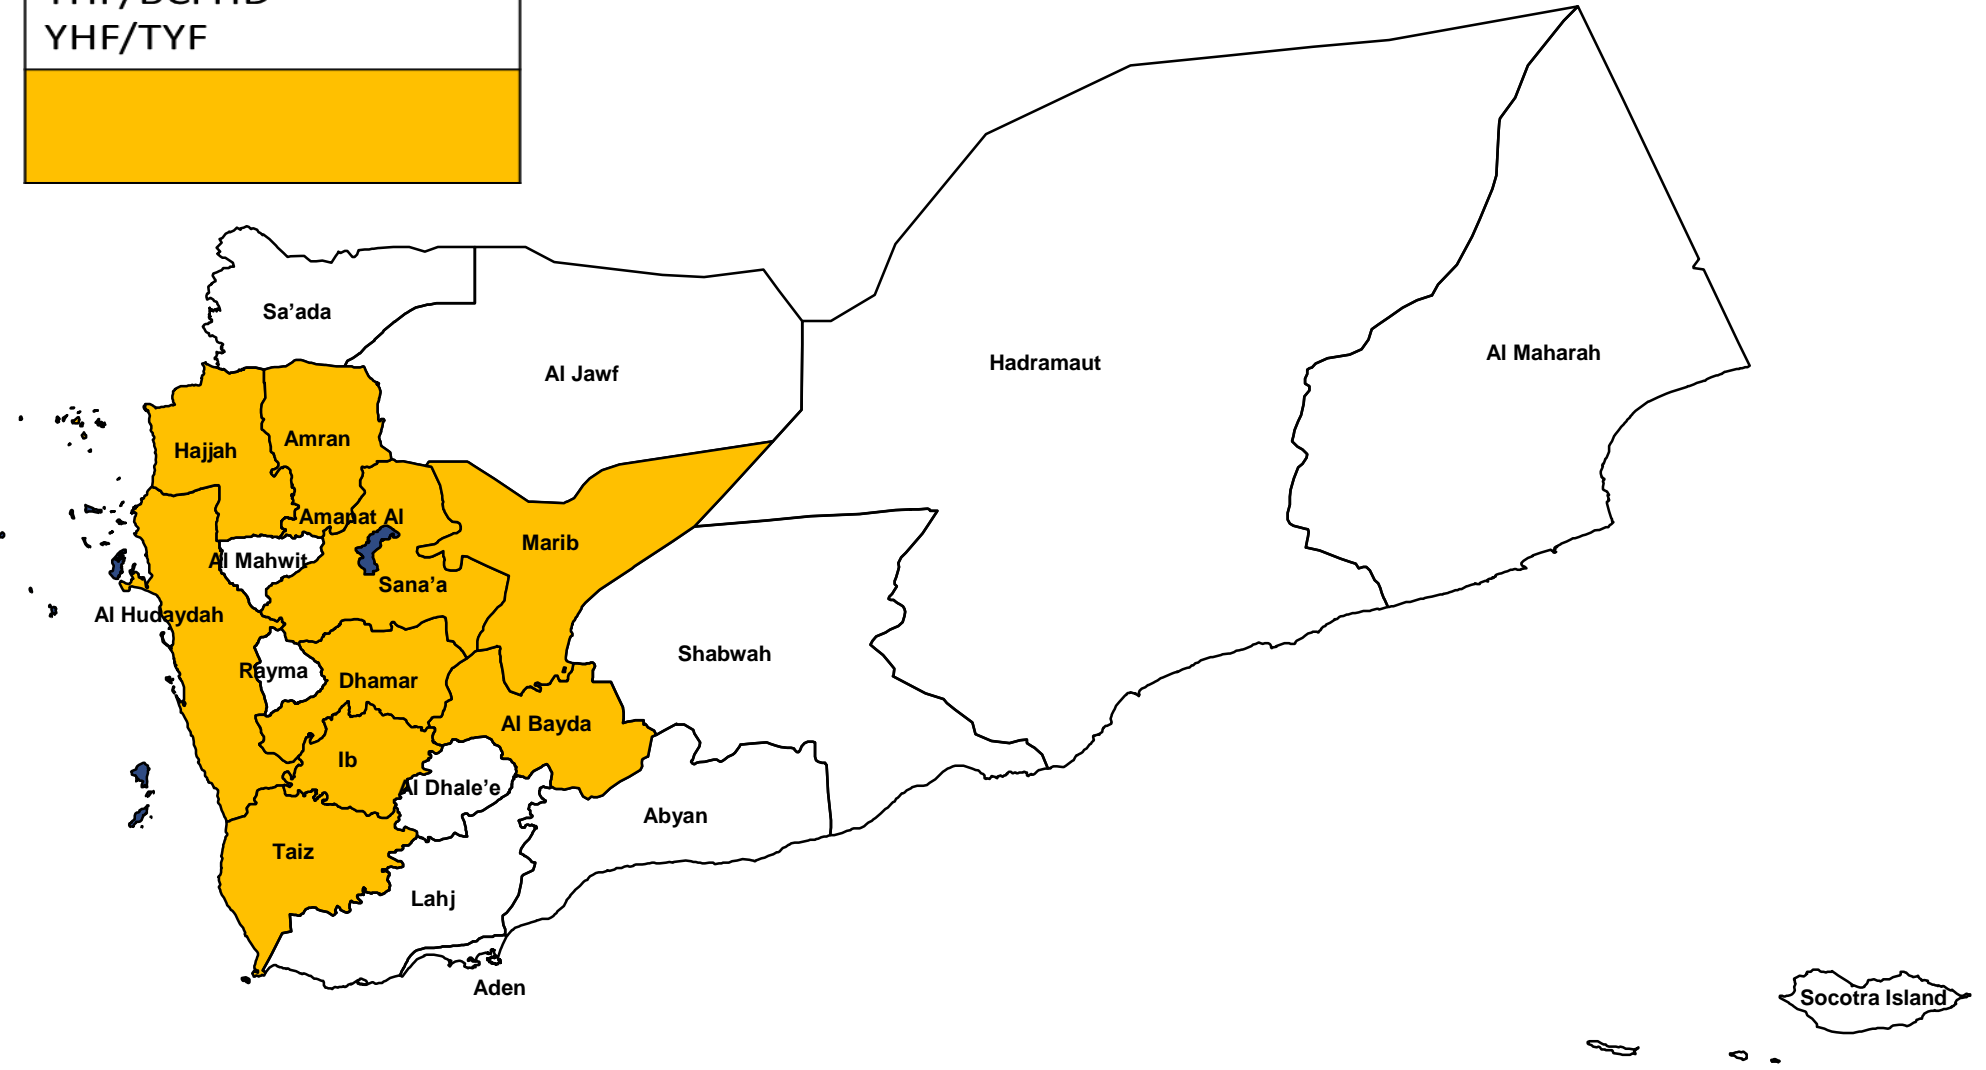 YHF/TYF
Sa’ada
Al Jawf
Hadramaut
Al Maharah
Hajjah
Amran
Amanat Al
Marib
Al Mahwit
Sana’a
Al Hudaydah
Shabwah
Rayma
Dhamar
Al Bayda
Ib
Al Dhale’e
Abyan
Taiz
Lahj
Aden
Socotra Island